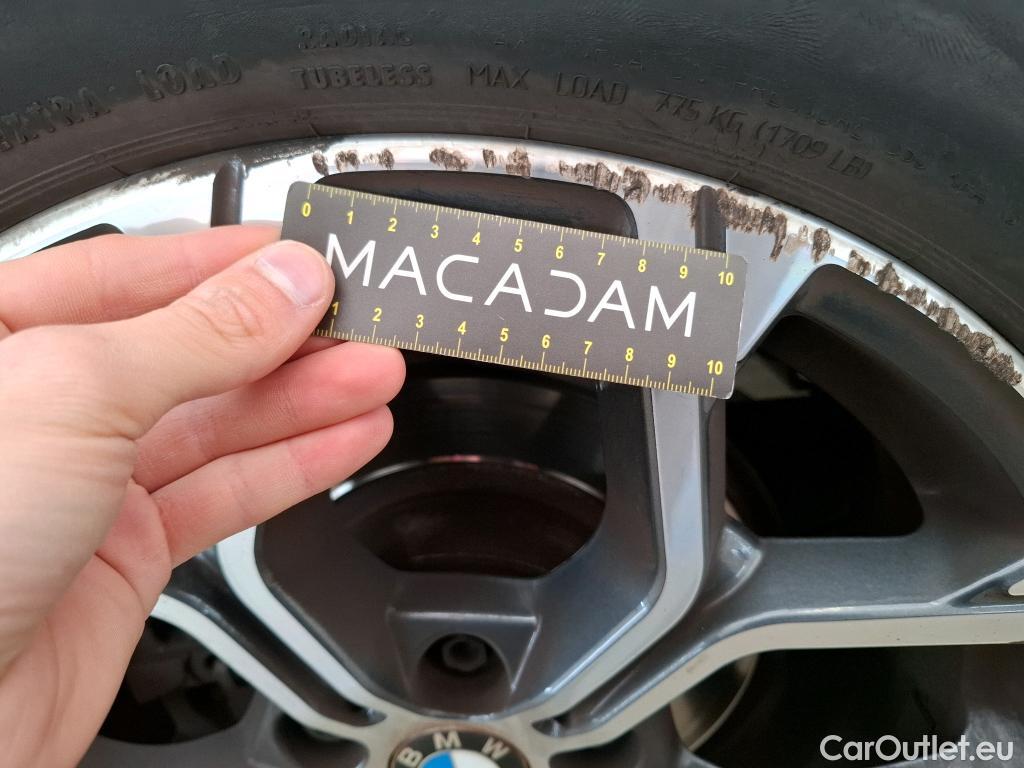 EXTRA LOAD
RADIAL
TUBELESS
MAX LOAD 775 KG (1709 LB)
0 1 2 3 4 5 6 7 8 9 10
MACADAM
1 2 3 4 5 6 7 8 9 10
BMW
CarOutlet.eu